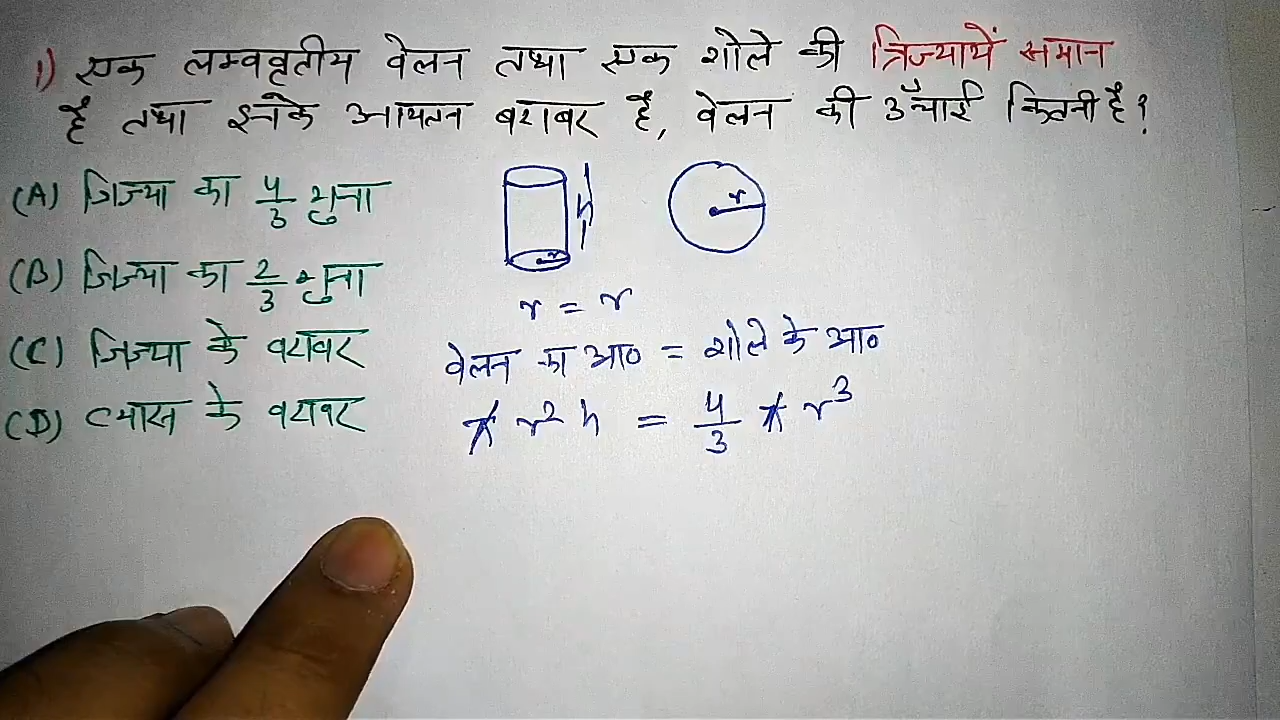 1) एक लम्ववृतीय वेलन तथा एक गोले की त्रिज्यायें समान
है तथा इनके आयतन बराबर है, वेलन की उँचाई कितनी है?
(A) त्रिज्या का 4/3 गुना
(B) त्रिज्या का 2/3 गुना
(C) त्रिज्या के बराबर
(D) व्यास के बराबर
h
r
r
r = r
वेलन का आ० = गोले के आ०
π r² h = 4/3 π r³